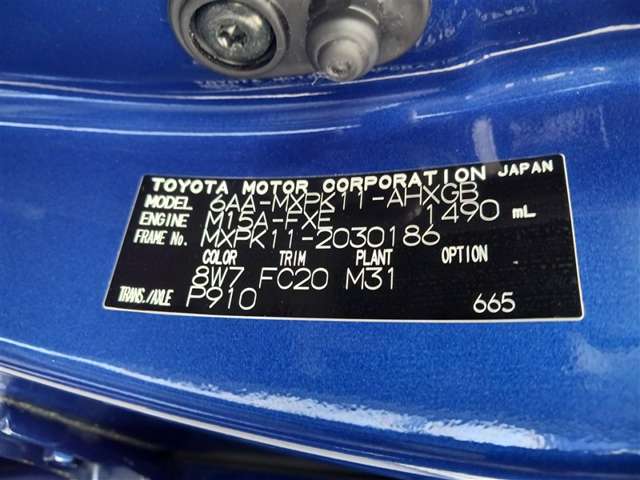 TOYOTA MOTOR CORPORATION JAPAN
MODEL 6AA-MXPK11-AHXGB
ENGINE M15A-FXE 1490 mL
FRAME No. MXPK11-2030186
COLOR TRIM PLANT OPTION
8W7 FC20 M31
TRANS./AXLE P910 665